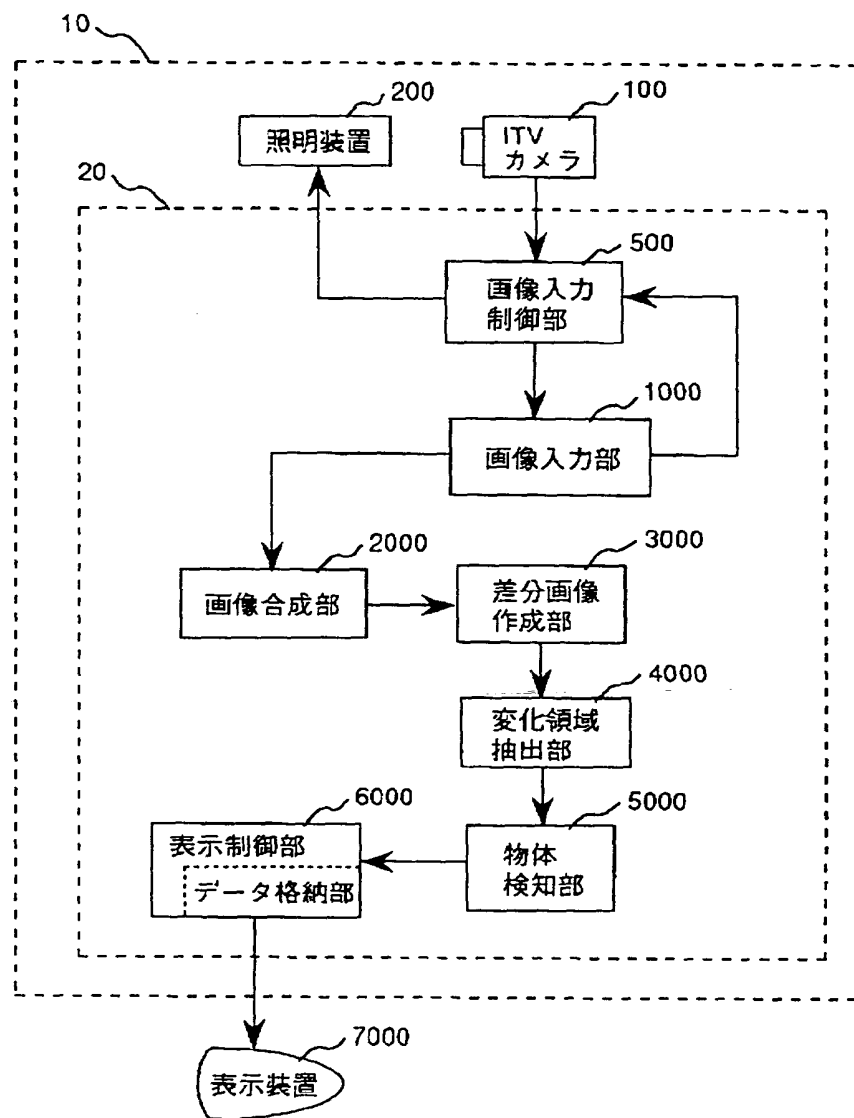 10
200
100
照明装置
ITV
カメラ
20
500
画像入力
制御部
1000
画像入力部
2000
3000
画像合成部
差分画像
作成部
4000
変化領域
抽出部
6000
5000
表示制御部
データ格納部
物体
検知部
7000
表示装置